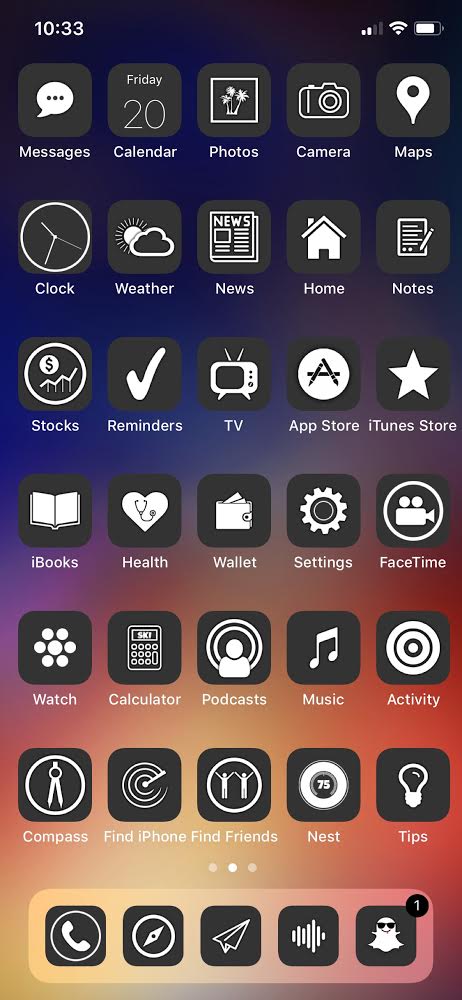 10:33
Friday
20
Messages Calendar Photos Camera Maps
NEWS
Clock Weather News Home Notes
$
Stocks Reminders TV App Store iTunes Store
iBooks Health Wallet Settings FaceTime
SK!
Watch Calculator Podcasts Music Activity
75
Compass Find iPhone Find Friends Nest Tips
1